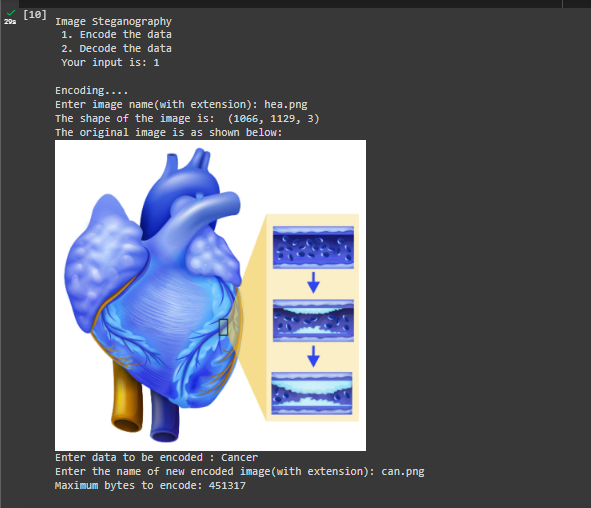 [10]
29s
Image Steganography
1. Encode the data
2. Decode the data
Your input is: 1
Encoding....
Enter image name(with extension): hea.png
The shape of the image is:  (1066, 1129, 3)
The original image is as shown below:
Enter data to be encoded : Cancer
Enter the name of new encoded image(with extension): can.png
Maximum bytes to encode: 451317